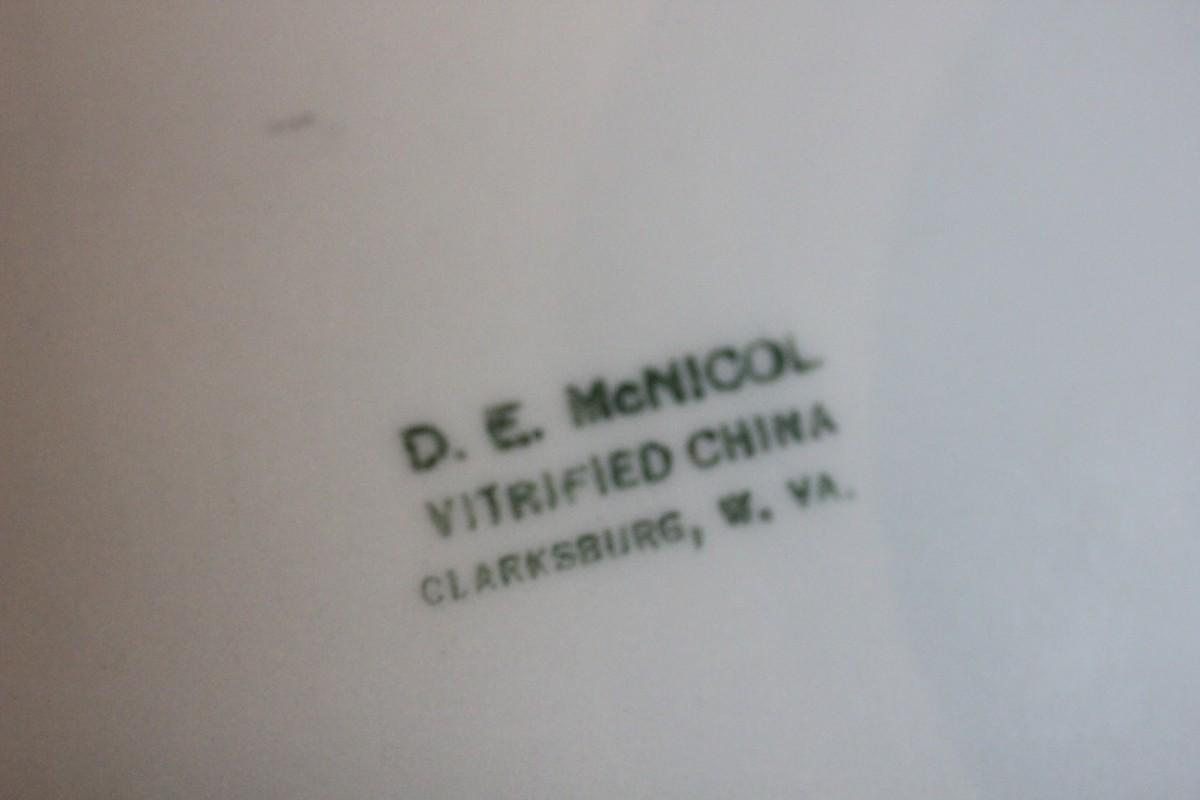 D. E. McNICOL
VITRIFIED CHINA
CLARKSBURG, W. VA.